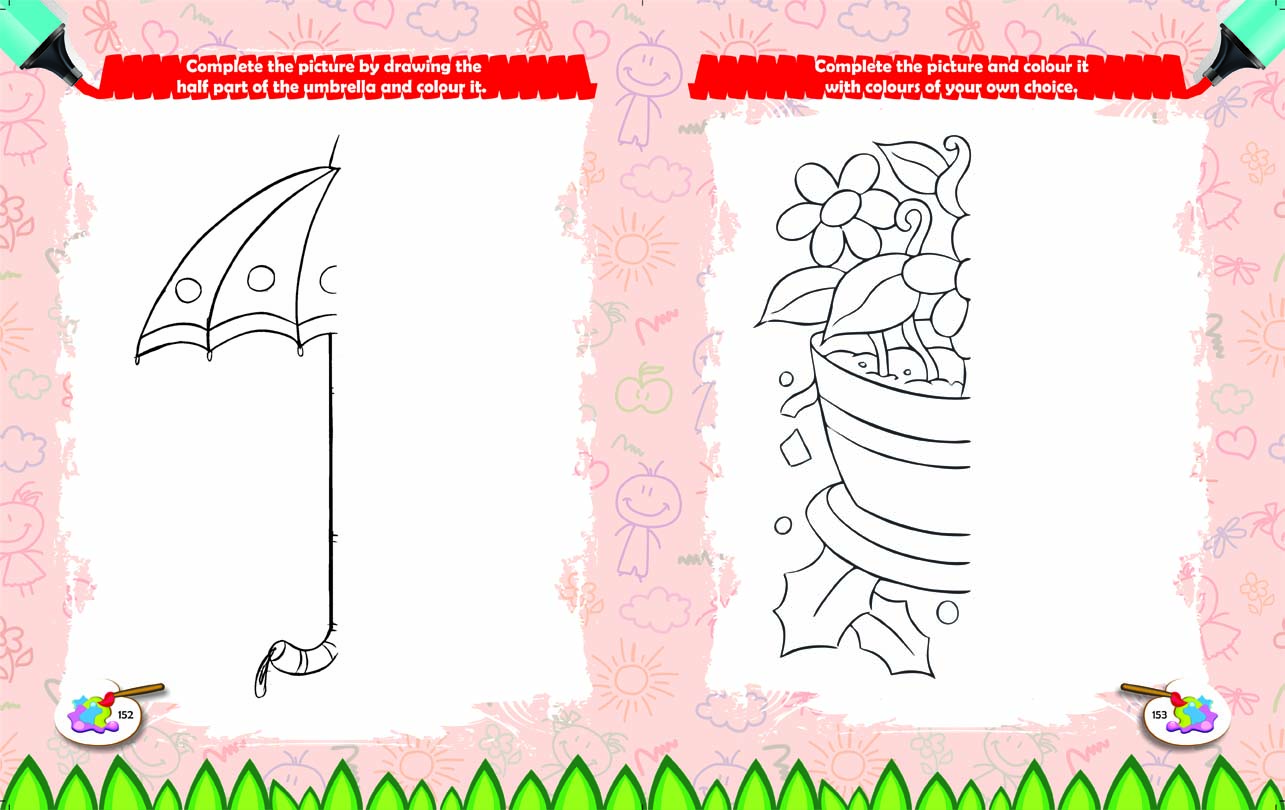 Complete the picture by drawing the
half part of the umbrella and colour it.
152
Complete the picture and colour it
with colours of your own choice.
153